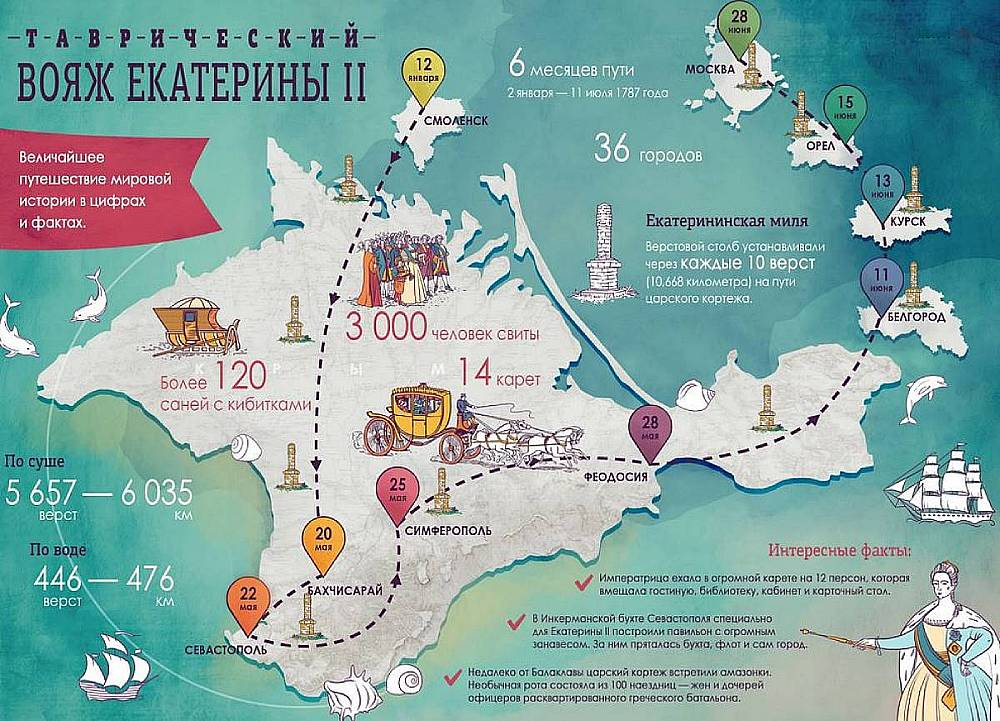 -Т-А-В-Р-И-Ч-Е-С-К-И-Й-
ВОЯЖ ЕКАТЕРИНЫ II
Величайшее
путешествие мировой
истории в цифрах
и фактах.
12
января
СМОЛЕНСК
6 месяцев пути
2 января — 11 июля 1787 года
36 городов
28
июня
МОСКВА
15
июня
ОРЕЛ
13
июня
КУРСК
11
июня
БЕЛГОРОД
Екатерининская миля
Верстовой столб устанавливали
через каждые 10 верст
(10,668 километра) на пути
царского кортежа.
3 000 человек свиты
К Р Ы М
Более 120
саней с кибитками
14 карет
28
мая
ФЕОДОСИЯ
25
мая
СИМФЕРОПОЛЬ
20
мая
БАХЧИСАРАЙ
22
мая
СЕВАСТОПОЛЬ
По суше
5 657 — 6 035
верст км
По воде
446 — 476
верст км
Интересные факты:
Императрица ехала в огромной карете на 12 персон, которая
вмещала гостиную, библиотеку, кабинет и карточный стол.
В Инкерманской бухте Севастополя специально
для Екатерины II построили павильон с огромным
занавесом. За ним пряталась бухта, флот и сам город.
Недалеко от Балаклавы царский кортеж встретили амазонки.
Необычная рота состояла из 100 наездниц — жен и дочерей
офицеров расквартированного греческого батальона.